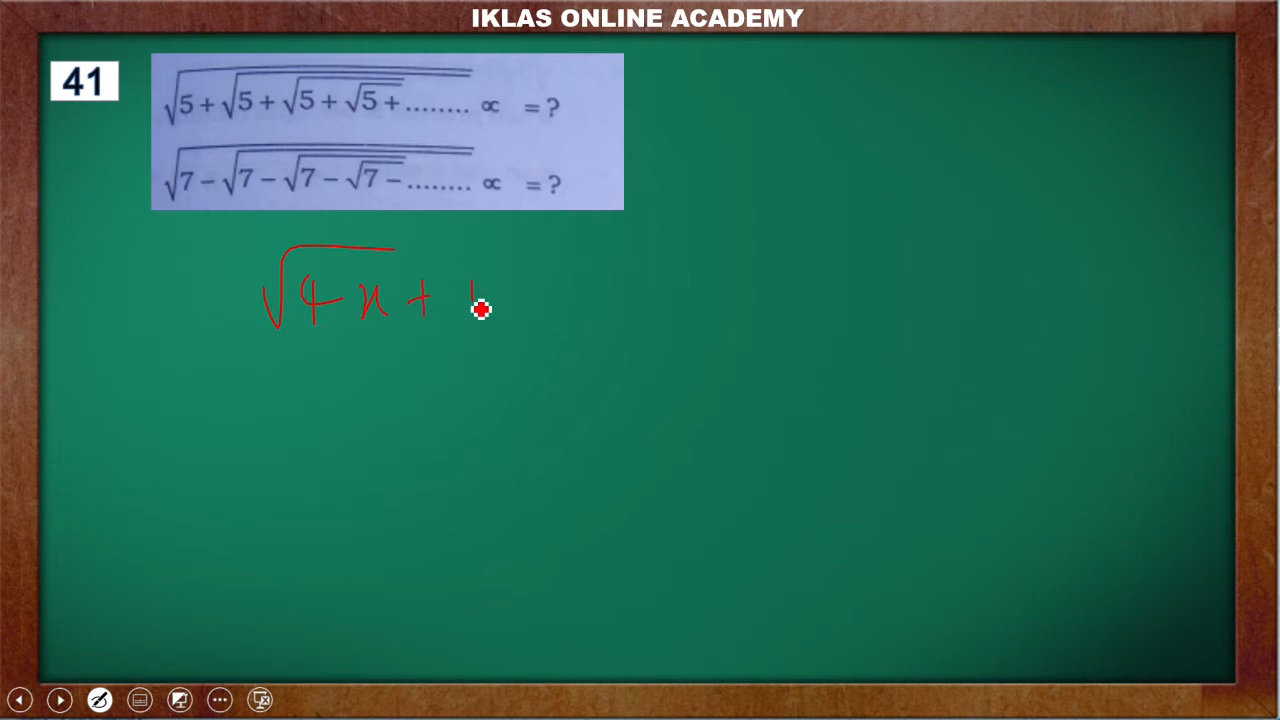 IKLAS ONLINE ACADEMY
41
√5+√5+√5+√5+........ ∝ = ?
√7−√7−√7−√7−........ ∝ = ?
√4x +